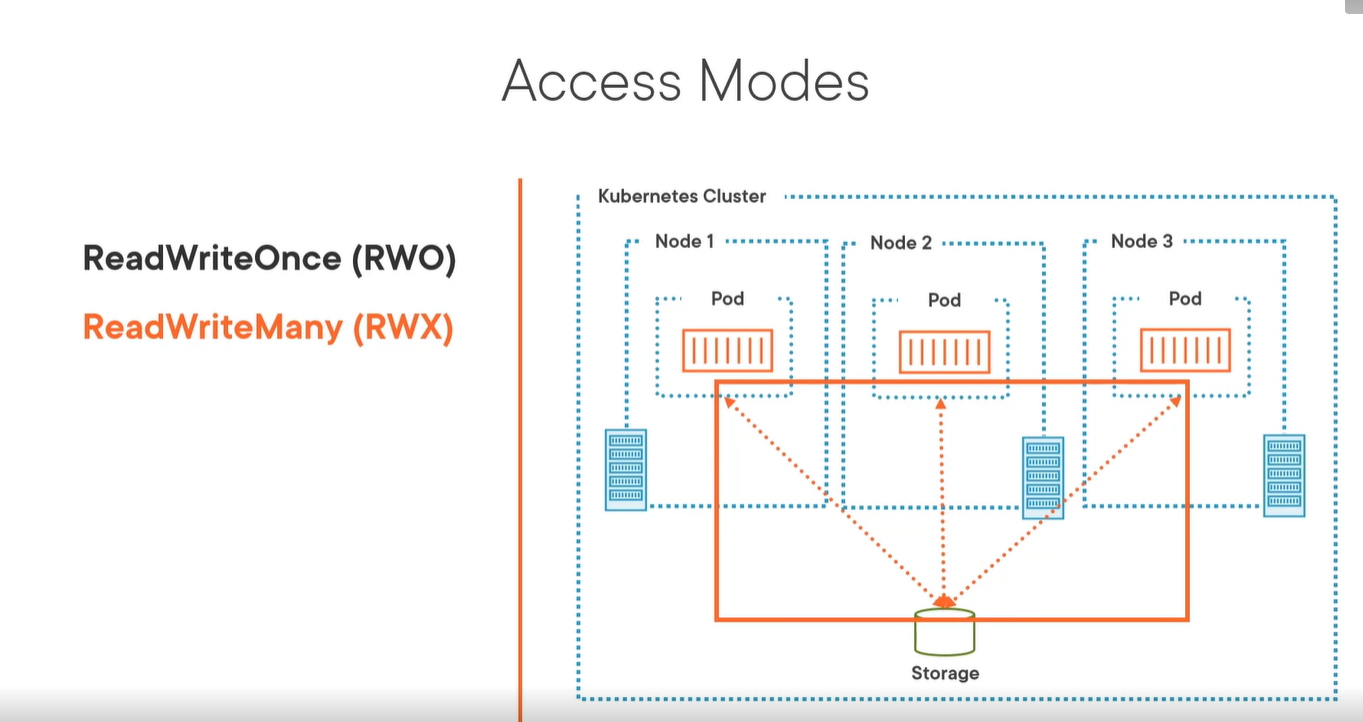 Access Modes
ReadWriteOnce (RWO)
ReadWriteMany (RWX)
Kubernetes Cluster
Node 1
Node 2
Node 3
Pod
Pod
Pod
Storage